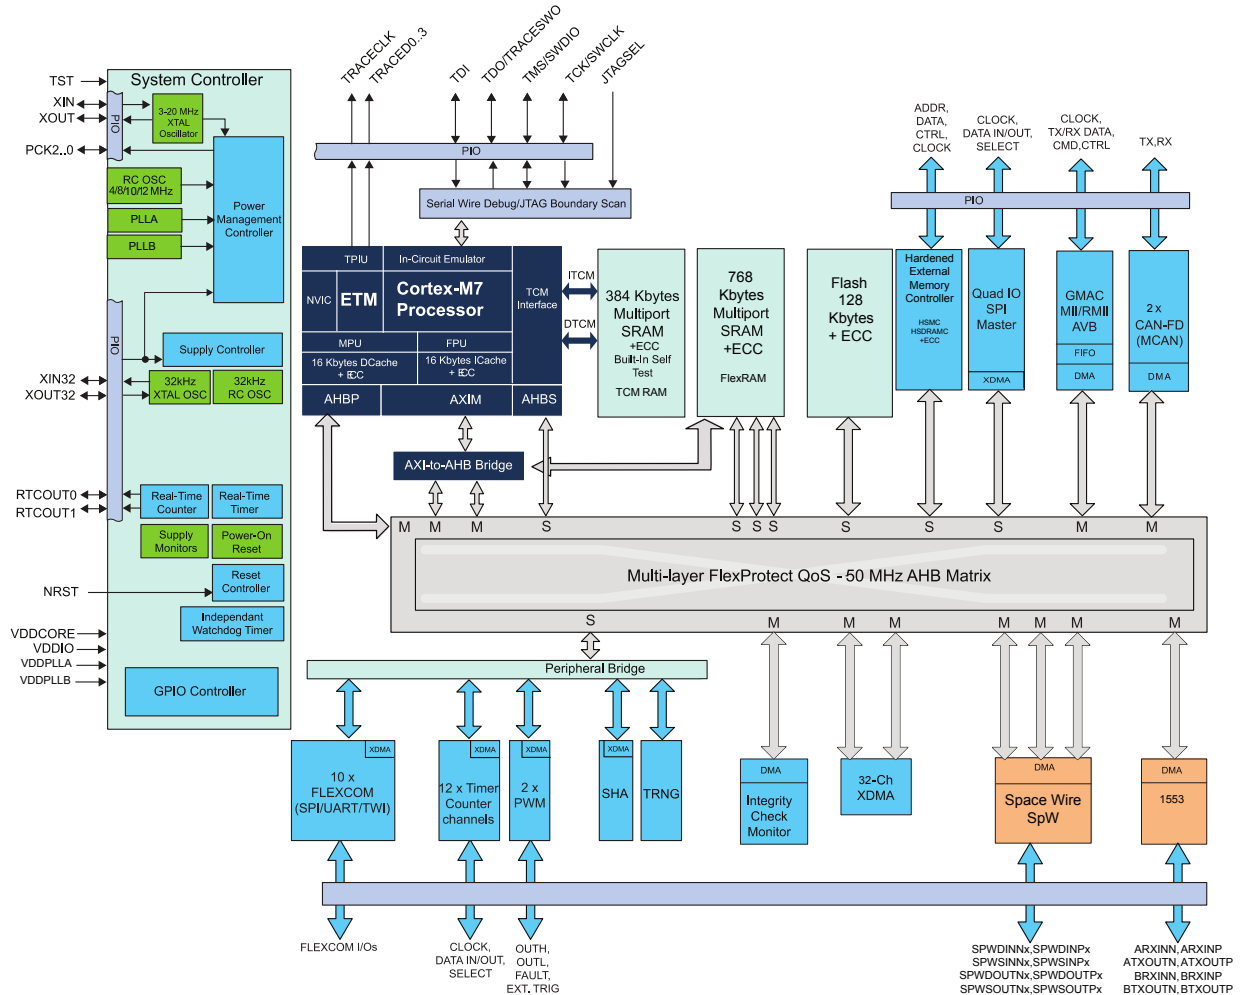 TRACECLK
TRACED0..3
TDI
TDO/TRACESWO
TMS/SWDIO
TCK/SWCLK
JTAGSEL
System Controller
TST
XIN
XOUT
PCK2..0
PIO
3-20 MHz
XTAL
Oscillator
RC OSC
4/8/10/12 MHz
PLLA
PLLB
Power
Management
Controller
PIO
Supply Controller
XIN32
XOUT32
32kHz
XTAL OSC
32kHz
RC OSC
RTCOUT0
RTCOUT1
Real-Time
Counter
Real-Time
Timer
Supply
Monitors
Power-On
Reset
NRST
Reset
Controller
Independant
Watchdog Timer
VDDCORE
VDDIO
VDDPLLA
VDDPLLB
GPIO Controller
PIO
Serial Wire Debug/JTAG Boundary Scan
TPIU
In-Circuit Emulator
NVIC
ETM
Cortex-M7
Processor
TCM
Interface
MPU
FPU
16 Kbytes DCache
+ ECC
16 Kbytes ICache
+ ECC
AHBP
AXIM
AHBS
ITCM
DTCM
384 Kbytes
Multiport
SRAM
+ECC
Built-In Self
Test
TCM RAM
768
Kbytes
Multiport
SRAM
+ECC
FlexRAM
Flash
128
Kbytes
+ ECC
ADDR,
DATA,
CTRL,
CLOCK
CLOCK,
DATA IN/OUT,
SELECT
CLOCK,
TX/RX DATA,
CMD,CTRL
TX,RX
PIO
Hardened
External
Memory
Controller
HSMC
HSDRAMC
+ECC
Quad IO
SPI
Master
XDMA
GMAC
MII/RMII
AVB
FIFO
DMA
2 x
CAN-FD
(MCAN)
DMA
AXI-to-AHB Bridge
M
M
M
S
S
S
S
S
S
S
M
M
Multi-layer FlexProtect QoS - 50 MHz AHB Matrix
S
M
M
M
M
M
M
M
Peripheral Bridge
XDMA
10 x
FLEXCOM
(SPI/UART/TWI)
XDMA
12 x Timer
Counter
channels
XDMA
2 x
PWM
XDMA
SHA
TRNG
DMA
Integrity
Check
Monitor
32-Ch
XDMA
DMA
Space Wire
SpW
DMA
1553
FLEXCOM I/Os
CLOCK,
DATA IN/OUT,
SELECT
OUTH,
OUTL,
FAULT,
EXT. TRIG
SPWDINNx,SPWDINPx
SPWSINNx,SPWSINPx
SPWDOUTNx,SPWDOUTPx
SPWSOUTNx,SPWSOUTPx
ARXINN, ARXINP
ATXOUTN, ATXOUTP
BRXINN, BRXINP
BTXOUTN, BTXOUTP